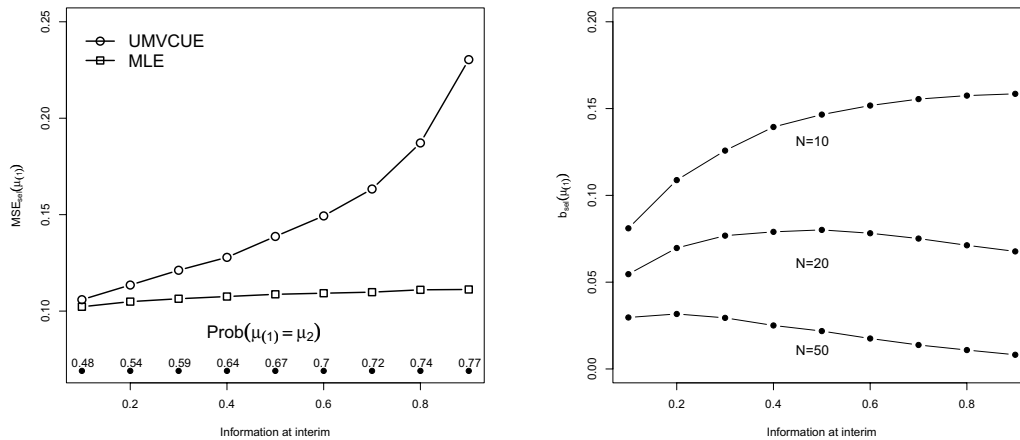 0.25
0.20
0.15
0.10
MSEsel(μ(1))
UMVCUE
MLE
Prob(μ(1) = μ2)
0.48 0.54 0.59 0.64 0.67 0.7 0.72 0.74 0.77
0.2 0.4 0.6 0.8
Information at interim
0.20
0.15
0.10
0.05
0.00
bsel(μ(1))
N=10
N=20
N=50
0.2 0.4 0.6 0.8
Information at interim